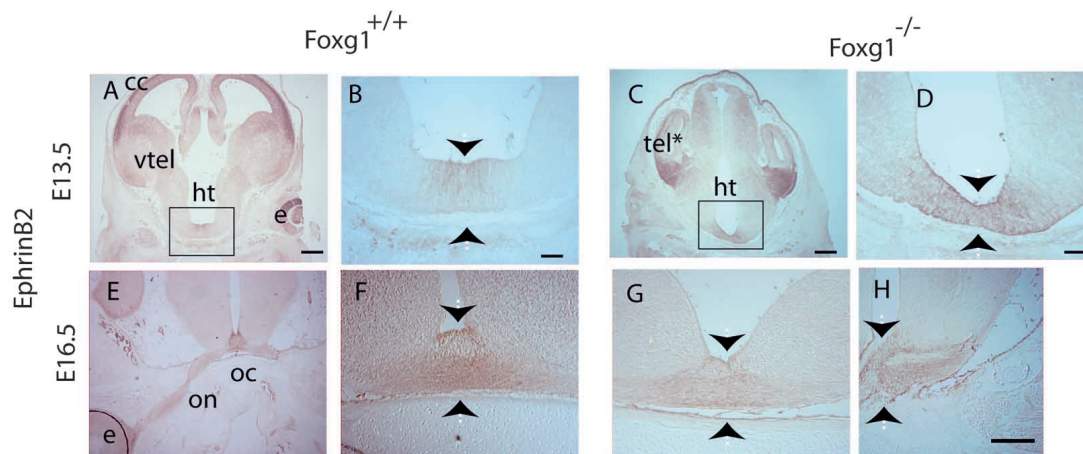 Foxg1+/+
Foxg1-/-
EphrinB2
E13.5
A
cc
vtel
ht
e
B
C
tel*
ht
D
E16.5
E
oc
on
e
F
G
H